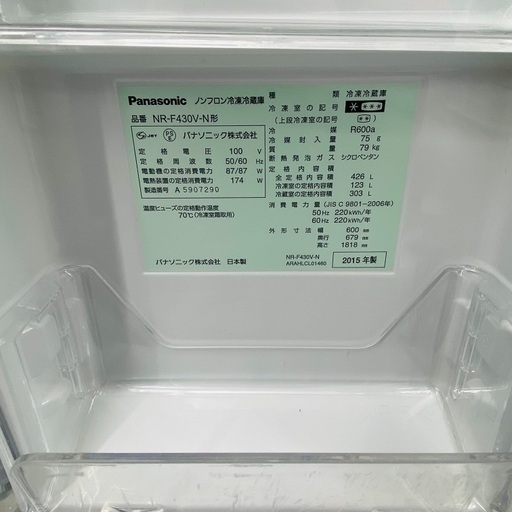 Panasonic ノンフロン冷凍冷蔵庫
品番 NR-F430V-N形
JET PSE パナソニック株式会社
定格電圧 100 V
定格周波数 50/60 Hz
電動機の定格消費電力 87/87 W
電熱装置の定格消費電力 174 W
製造番号 A 5907290
温度ヒューズの定格動作温度
70℃(冷凍室霜取用)
パナソニック株式会社 日本製
種類 冷凍冷蔵庫
冷凍室の記号
(上段冷凍室の記号 )
冷媒 R600a
冷媒封入量 75 g
質量 79 kg
断熱発泡ガス シクロペンタン
定格内容積
全定格内容積 426 L
冷凍室の定格内容積 123 L
冷蔵室の定格内容積 303 L
消費電力量(JIS C 9801-2006年)
50Hz 220kWh/年
60Hz 220kWh/年
外形寸法 幅 600 mm
奥行 679 mm
高さ 1818 mm
NR-F430V-N
ARAHLCL01460
2015年製